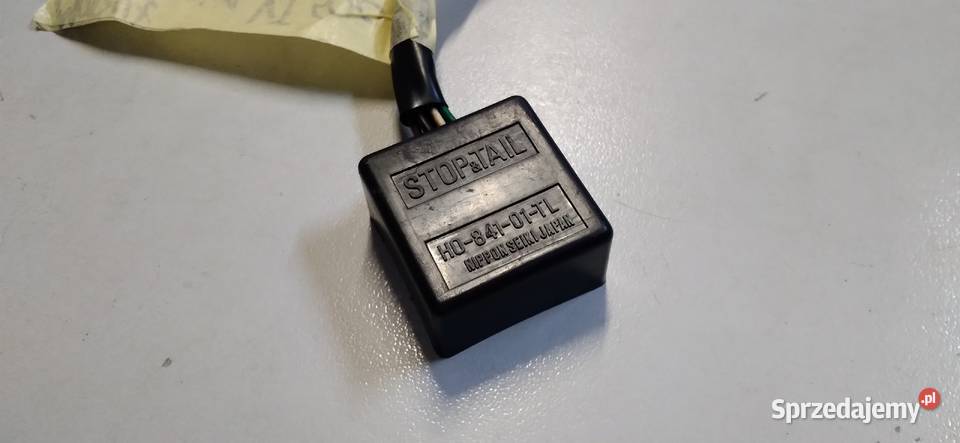 STOP&TAIL
HO-841-01-TL
NIPPON SEIKI JAPAN
Sprzedajemy.pl